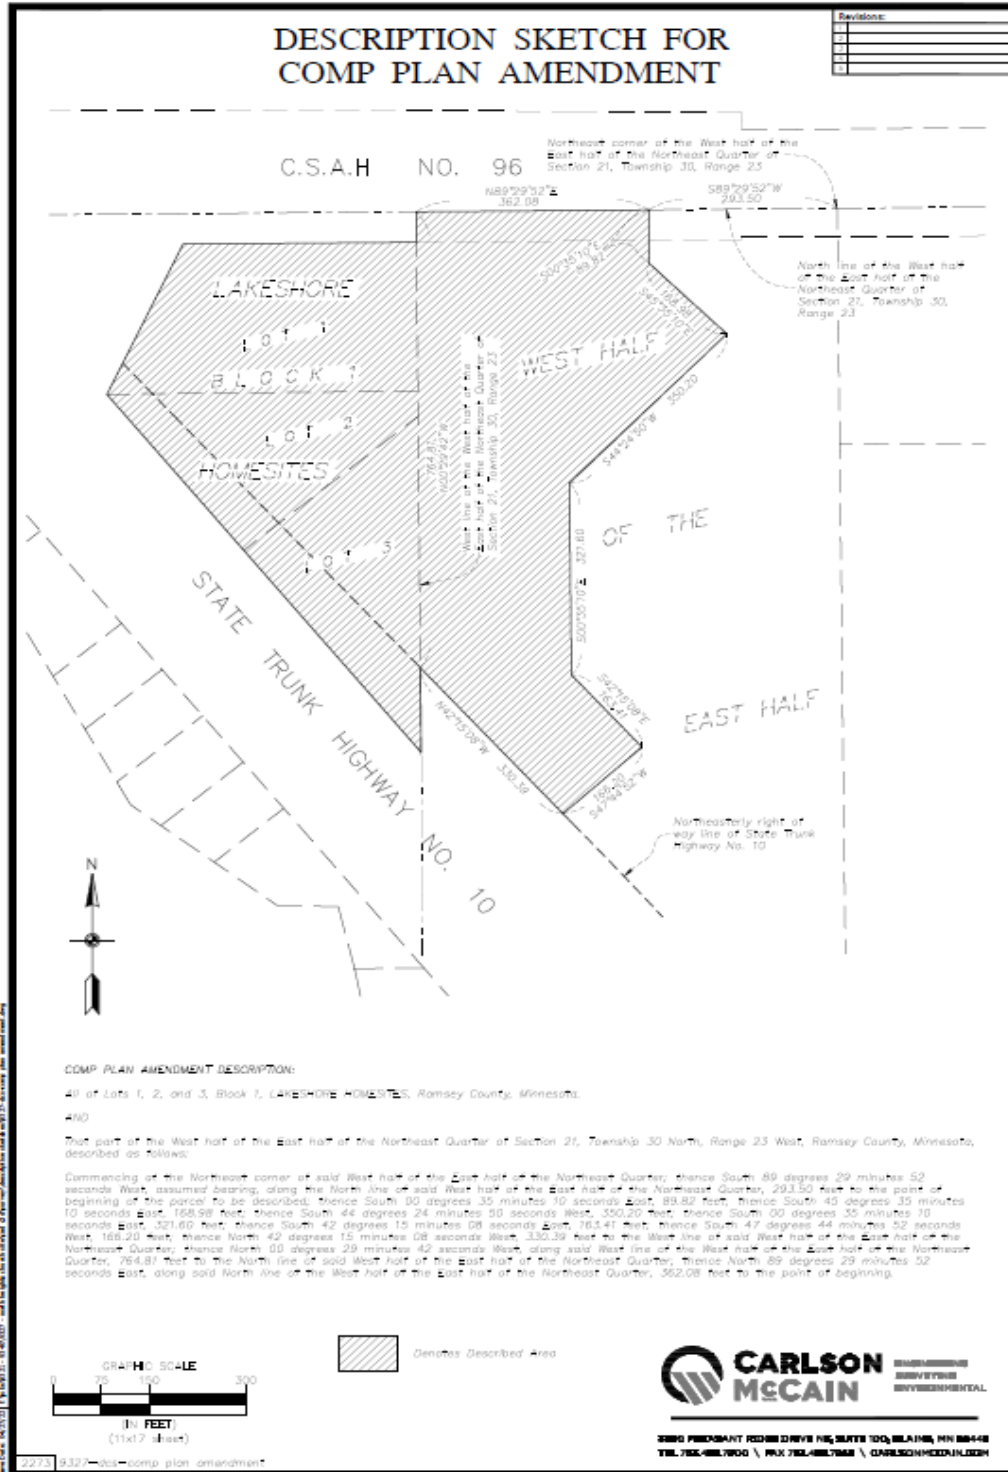 DESCRIPTION SKETCH FOR
COMP PLAN AMENDMENT
Revisions:
1
2
3
4
5
C.S.A.H NO. 96
Northeast corner of the West half of the
East half of the Northeast Quarter of
Section 21, Township 30, Range 23
N89°29'52"E
362.08
S89°29'52"W
293.50
North line of the West half
of the East half of the
Northeast Quarter of
Section 21, Township 30,
Range 23
S00°35'10"E
89.82
168.98
S45°35'10"E
LAKESHORE
Lot 1
BLOCK 1
Lot 2
HOMESITES
Lot 3
WEST HALF
West line of the West half of the
East half of the Northeast Quarter of
Section 21, Township 30, Range 23
764.81
N00°29'42"W
350.20
S44°24'50"W
OF THE
321.60
S00°35'10"E
STATE TRUNK HIGHWAY NO. 10
S42°15'08"E
163.41
EAST HALF
N42°15'08"W
330.39
166.20
S47°44'52"W
Northeasterly right of
way line of State Trunk
Highway No. 10
N
COMP PLAN AMENDMENT DESCRIPTION:
All of Lots 1, 2, and 3, Block 1, LAKESHORE HOMESITES, Ramsey County, Minnesota.
AND
That part of the West half of the East half of the Northeast Quarter of Section 21, Township 30 North, Range 23 West, Ramsey County, Minnesota,
described as follows:
Commencing at the Northeast corner of said West half of the East half of the Northeast Quarter; thence South 89 degrees 29 minutes 52
seconds West, assumed bearing, along the North line of said West half of the East half of the Northeast Quarter, 293.50 feet to the point of
beginning of the parcel to be described; thence South 00 degrees 35 minutes 10 seconds East, 89.82 feet; thence South 45 degrees 35 minutes
10 seconds East, 168.98 feet; thence South 44 degrees 24 minutes 50 seconds West, 350.20 feet; thence South 00 degrees 35 minutes 10
seconds East, 321.60 feet; thence South 42 degrees 15 minutes 08 seconds East, 163.41 feet; thence South 47 degrees 44 minutes 52 seconds
West, 166.20 feet; thence North 42 degrees 15 minutes 08 seconds West, 330.39 feet to the West line of said West half of the East half of the
Northeast Quarter; thence North 00 degrees 29 minutes 42 seconds West, along said West line of the West half of the East half of the Northeast
Quarter, 764.81 feet to the North line of said West half of the East half of the Northeast Quarter; thence North 89 degrees 29 minutes 52
seconds East, along said North line of the West half of the East half of the Northeast Quarter, 362.08 feet to the point of beginning.
Denotes Described Area
GRAPHIC SCALE
0 75 150 300
(IN FEET)
(11x17 sheet)
CARLSON
McCAIN
ENGINEERING
SURVEYING
ENVIRONMENTAL
PHEASANT RIDGE DRIVE NE, SUITE 100, BLAINE, MN
2273 9327-dcs-comp plan amendment